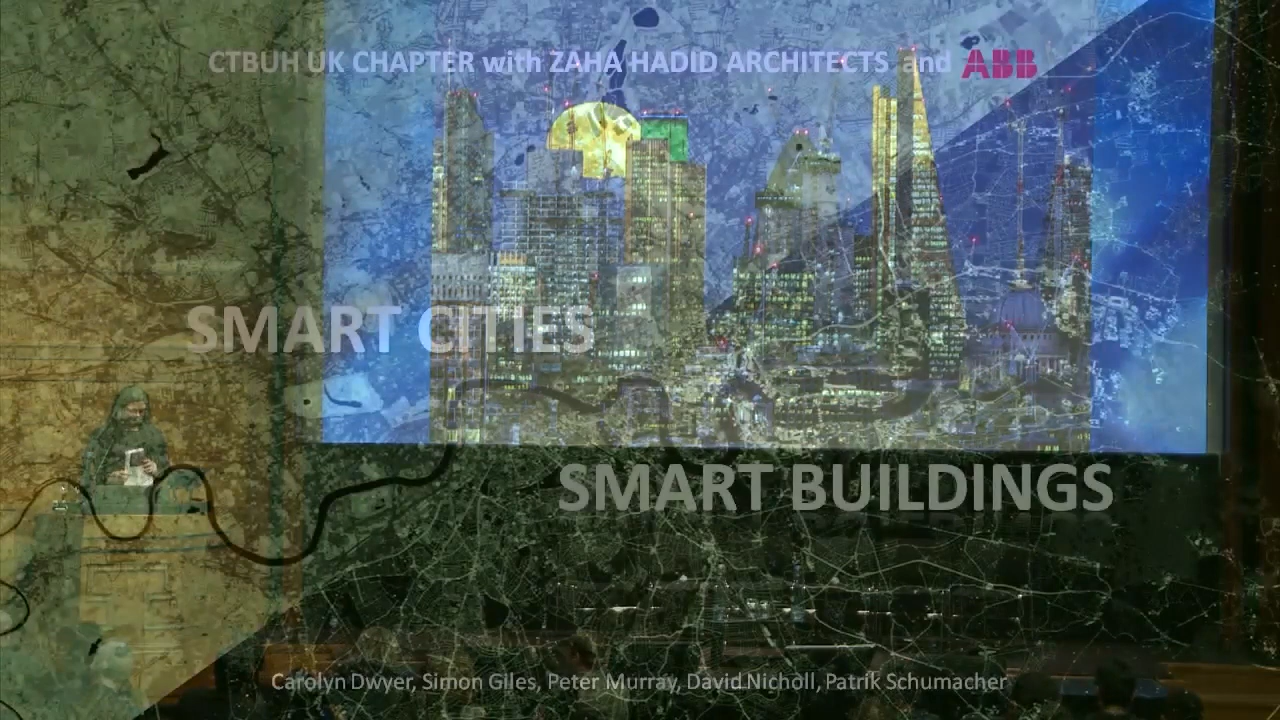 CTBUH UK CHAPTER with ZAHA HADID ARCHITECTS and ABB
SMART CITIES
SMART BUILDINGS
Carolyn Dwyer, Simon Giles, Peter Murray, David Nicholl, Patrik Schumacher